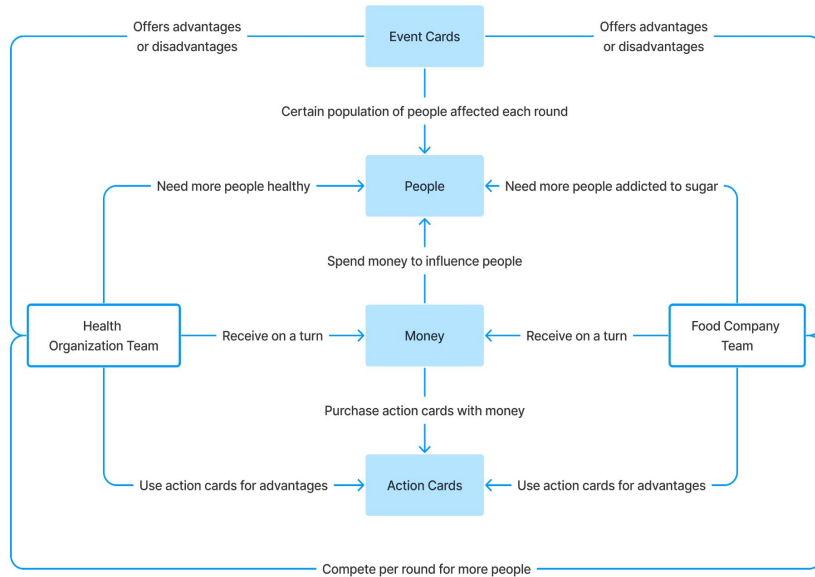 Offers advantages
or disadvantages
Event Cards
Offers advantages
or disadvantages
Certain population of people affected each round
Need more people healthy
People
Need more people addicted to sugar
Spend money to influence people
Health
Organization Team
Receive on a turn
Money
Receive on a turn
Food Company
Team
Purchase action cards with money
Use action cards for advantages
Action Cards
Use action cards for advantages
Compete per round for more people